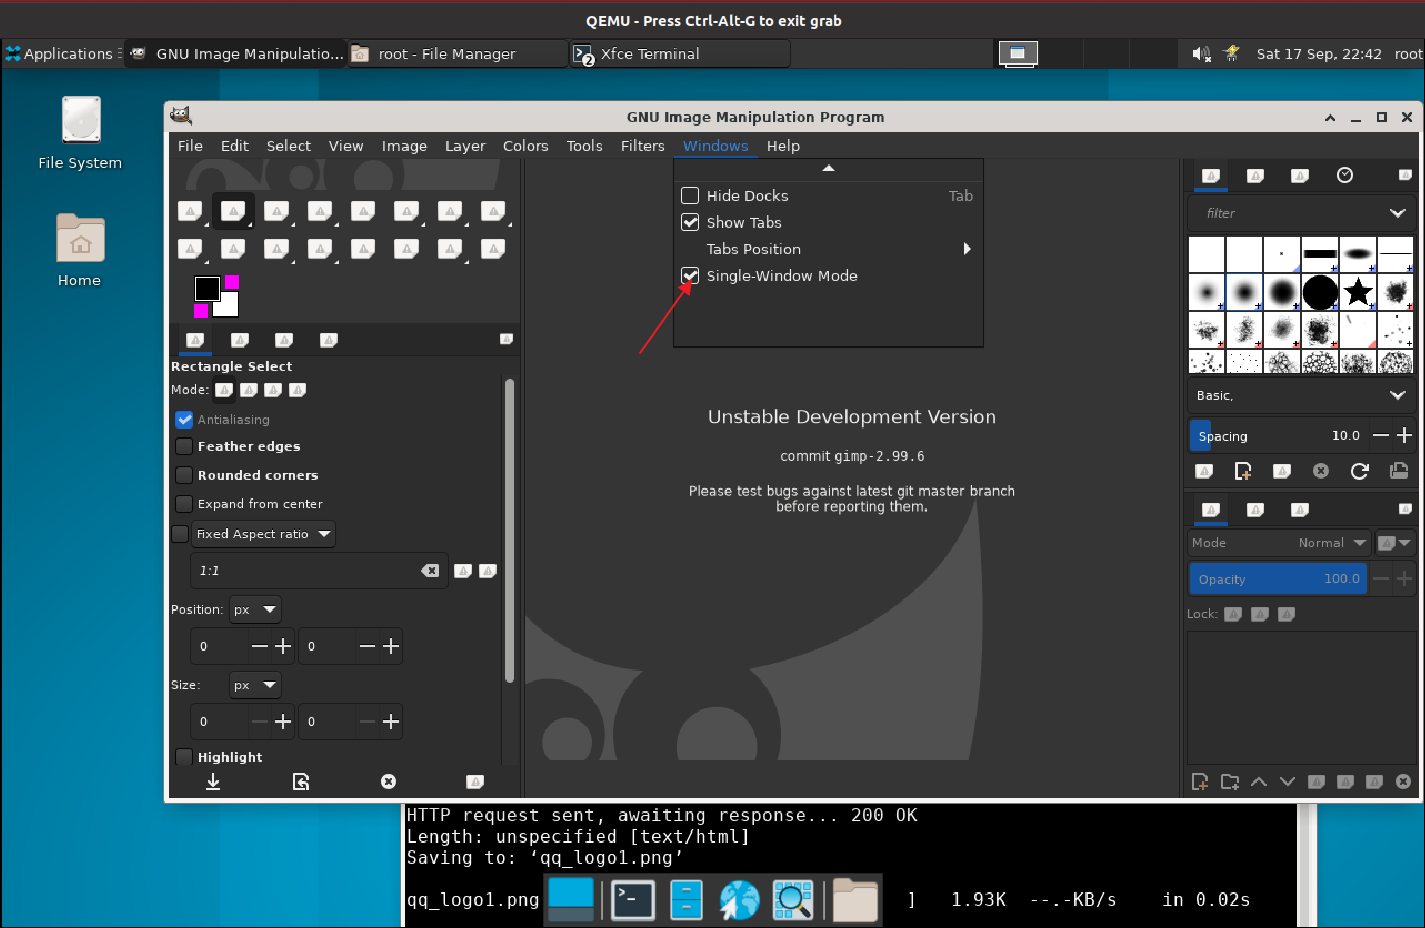 QEMU - Press Ctrl-Alt-G to exit grab
Applications
GNU Image Manipulatio...
root - File Manager
2
Xfce Terminal
Sat 17 Sep, 22:42
root
File System
Home
GNU Image Manipulation Program
File Edit Select View Image Layer Colors Tools Filters Windows Help
Hide Docks Tab
Show Tabs
Tabs Position
Single-Window Mode
Rectangle Select
Mode:
Antialiasing
Feather edges
Rounded corners
Expand from center
Fixed Aspect ratio
1:1
Position: px
0 0
Size: px
0 0
Highlight
Unstable Development Version
commit gimp-2.99.6
Please test bugs against latest git master branch
before reporting them.
filter
Basic,
Spacing 10.0
Mode Normal
Opacity 100.0
Lock:
HTTP request sent, awaiting response... 200 OK
Length: unspecified [text/html]
Saving to: ‘qq_logo1.png’
qq_logo1.png ] 1.93K --.-KB/s in 0.02s